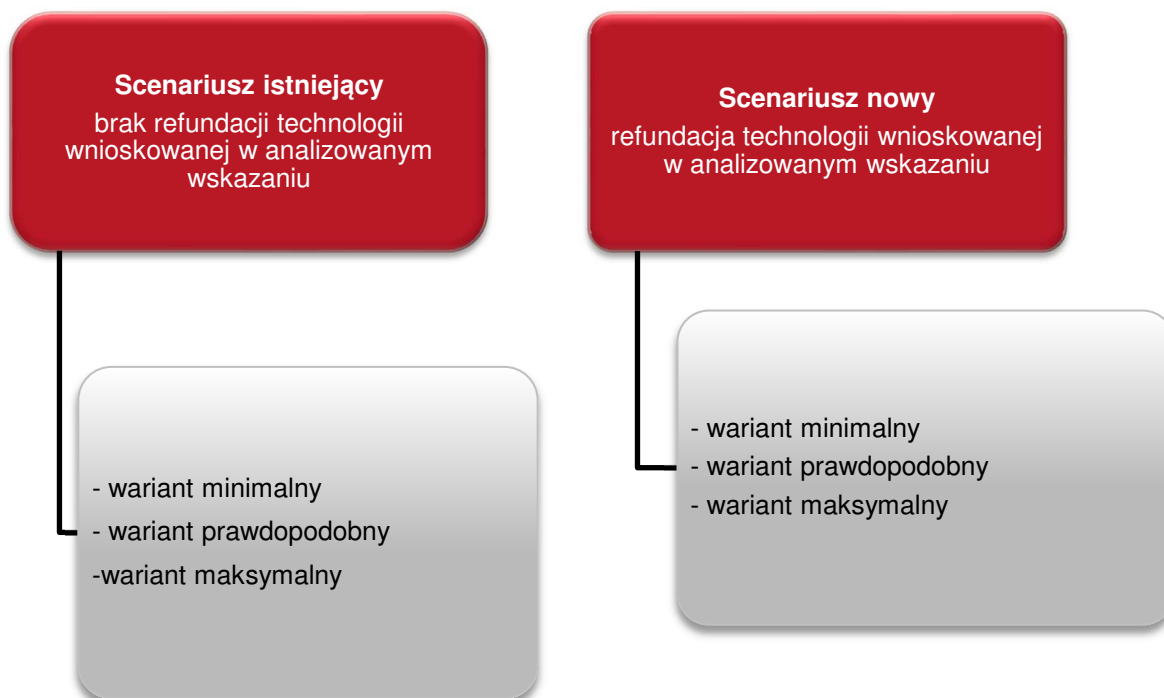 Scenariusz istniejący
brak refundacji technologii
wnioskowanej w analizowanym
wskazaniu
Scenariusz nowy
refundacja technologii wnioskowanej
w analizowanym wskazaniu
- wariant minimalny
- wariant prawdopodobny
-wariant maksymalny
- wariant minimalny
- wariant prawdopodobny
- wariant maksymalny